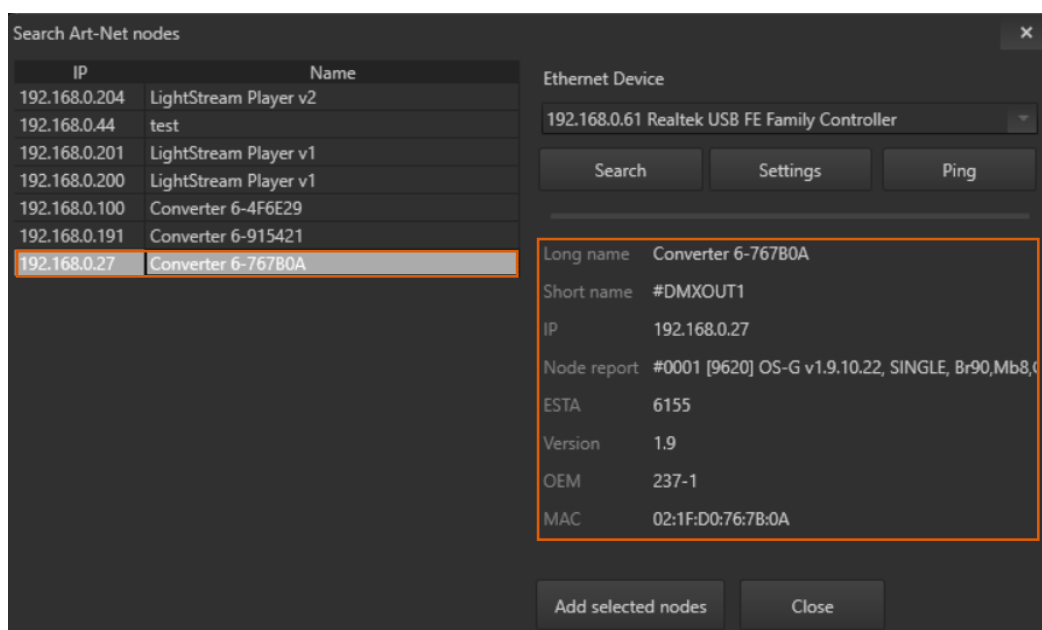 Search Art-Net nodes
IP Name
192.168.0.204 LightStream Player v2
192.168.0.44 test
192.168.0.201 LightStream Player v1
192.168.0.200 LightStream Player v1
192.168.0.100 Converter 6-4F6E29
192.168.0.191 Converter 6-915421
192.168.0.27 Converter 6-767B0A
Ethernet Device
192.168.0.61 Realtek USB FE Family Controller
Search Settings Ping
Long name Converter 6-767B0A
Short name #DMXOUT1
IP 192.168.0.27
Node report #0001 [9620] OS-G v1.9.10.22, SINGLE, Br90,Mb8,
ESTA 6155
Version 1.9
OEM 237-1
MAC 02:1F:D0:76:7B:0A
Add selected nodes Close